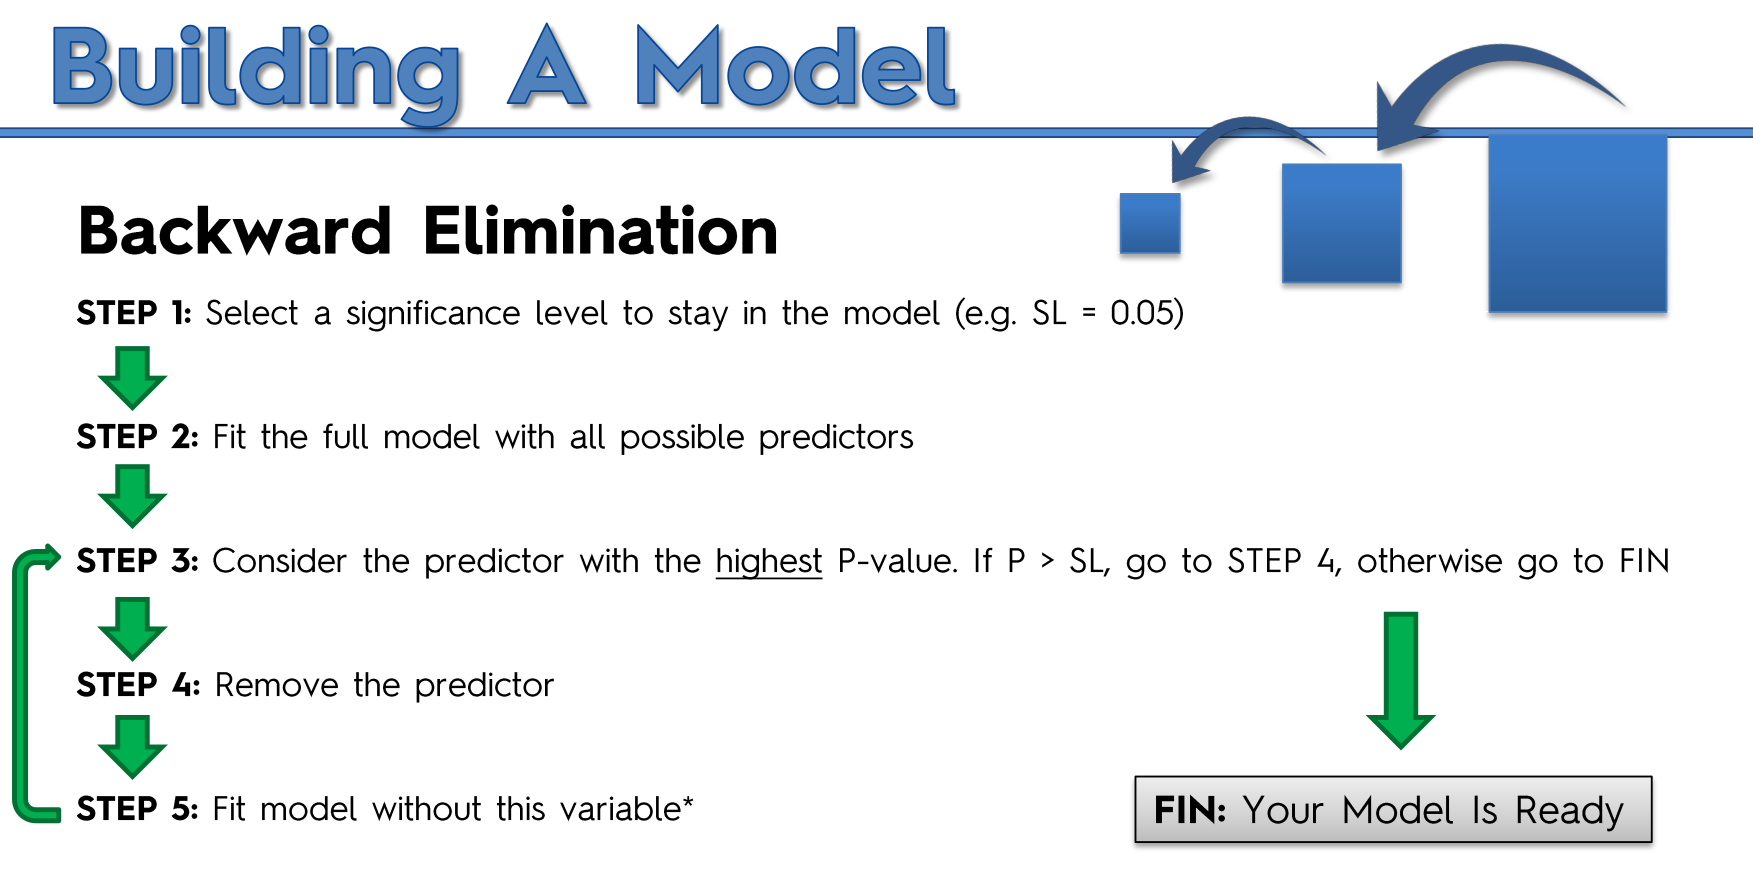 Building A Model
Backward Elimination
STEP 1: Select a significance level to stay in the model (e.g. SL = 0.05)
STEP 2: Fit the full model with all possible predictors
STEP 3: Consider the predictor with the highest P-value. If P > SL, go to STEP 4, otherwise go to FIN
STEP 4: Remove the predictor
STEP 5: Fit model without this variable*
FIN: Your Model Is Ready